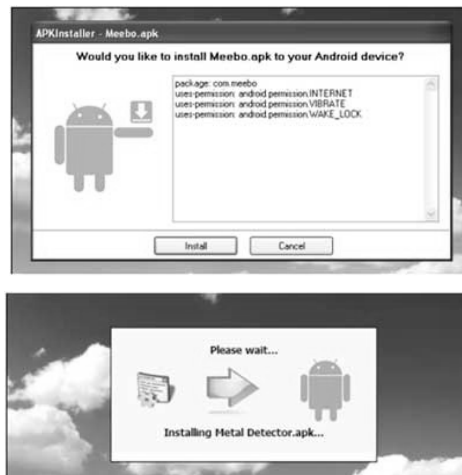 APKInstaller - Meebo.apk
Would you like to install Meebo.apk to your Android device?
package: com.meebo
uses-permission: android.permission.INTERNET
uses-permission: android.permission.VIBRATE
uses-permission: android.permission.WAKE_LOCK
Install Cancel
Please wait...
Installing Metal Detector.apk...